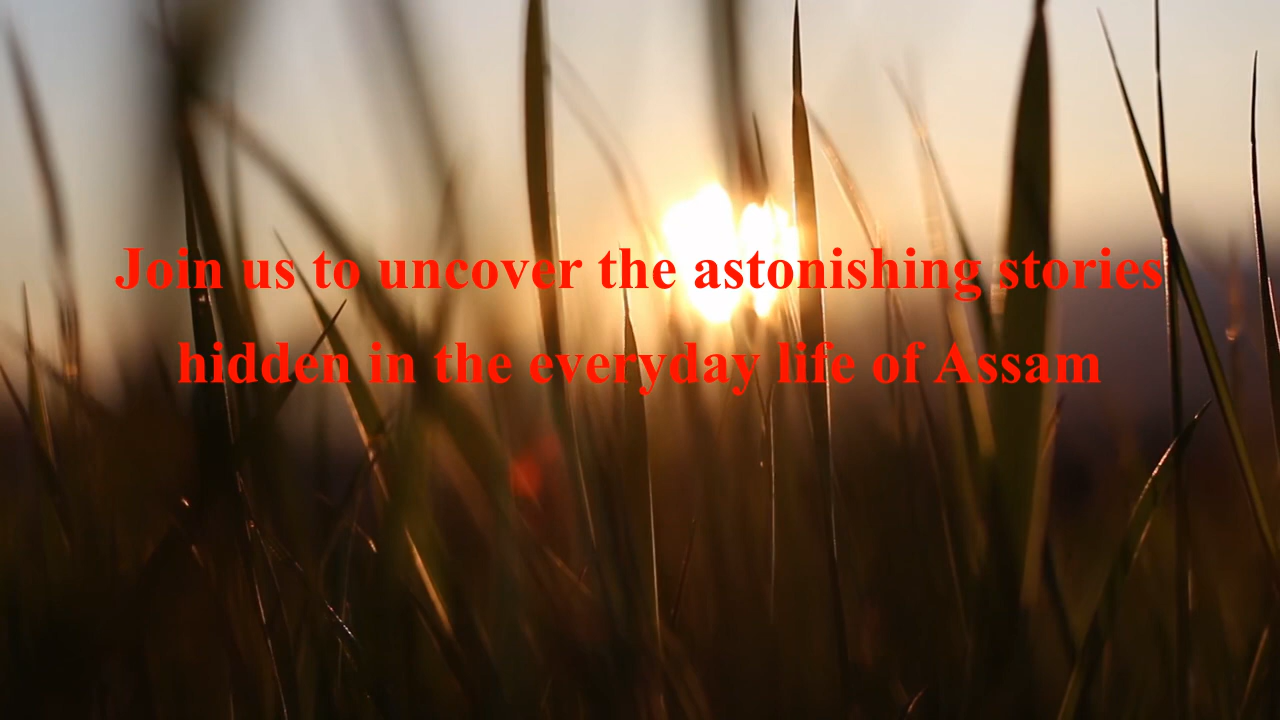 Join us to uncover the astonishing stories
hidden in the everyday life of Assam